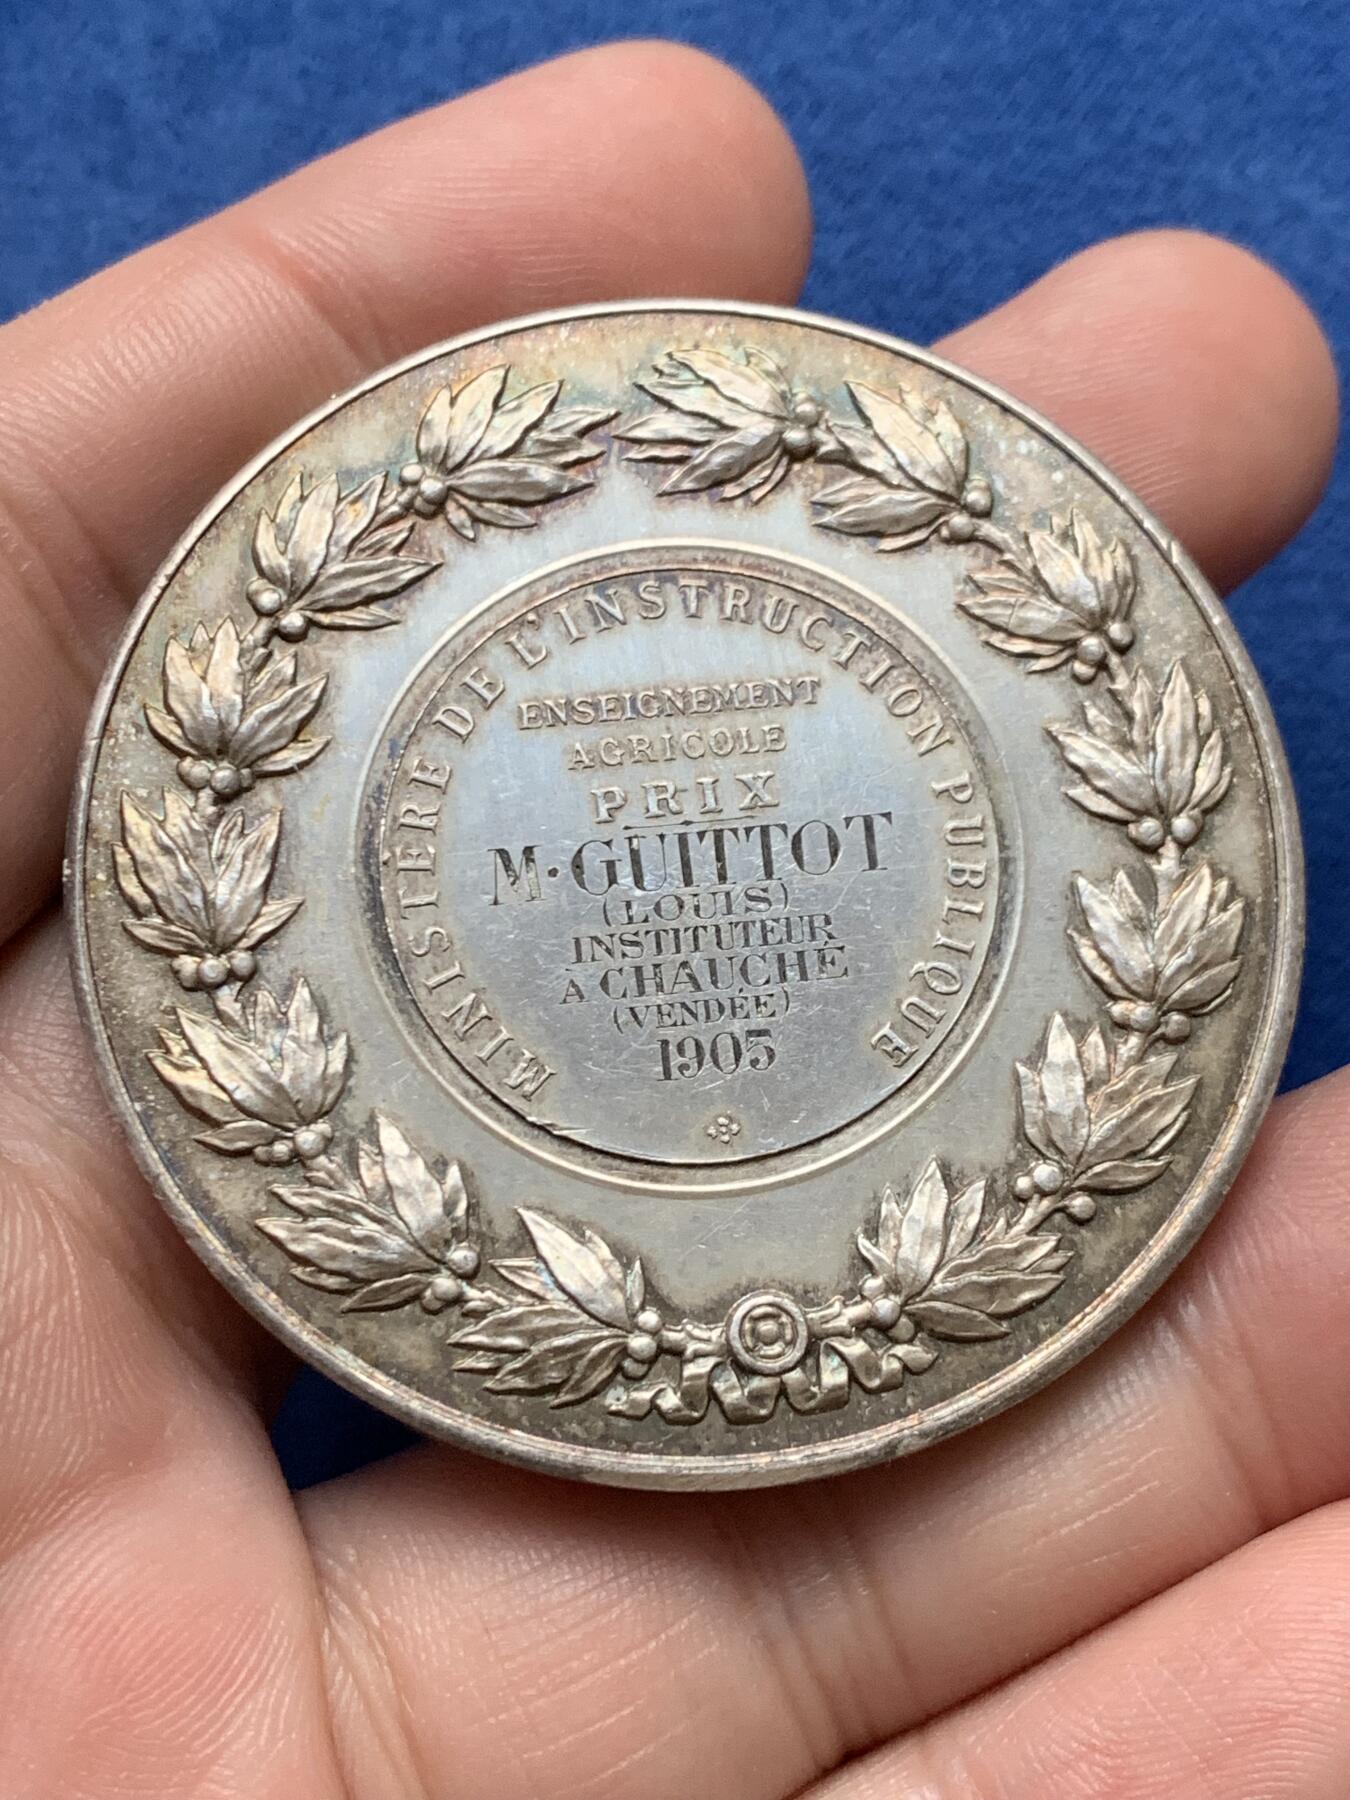 MINISTÈRE DE L'INSTRUCTION PUBLIQUE
ENSEIGNEMENT
AGRICOLE
PRIX
M. GUITTOT
(LOUIS)
INSTITUTEUR
À CHAUCHÉ
(VENDÉE)
1905